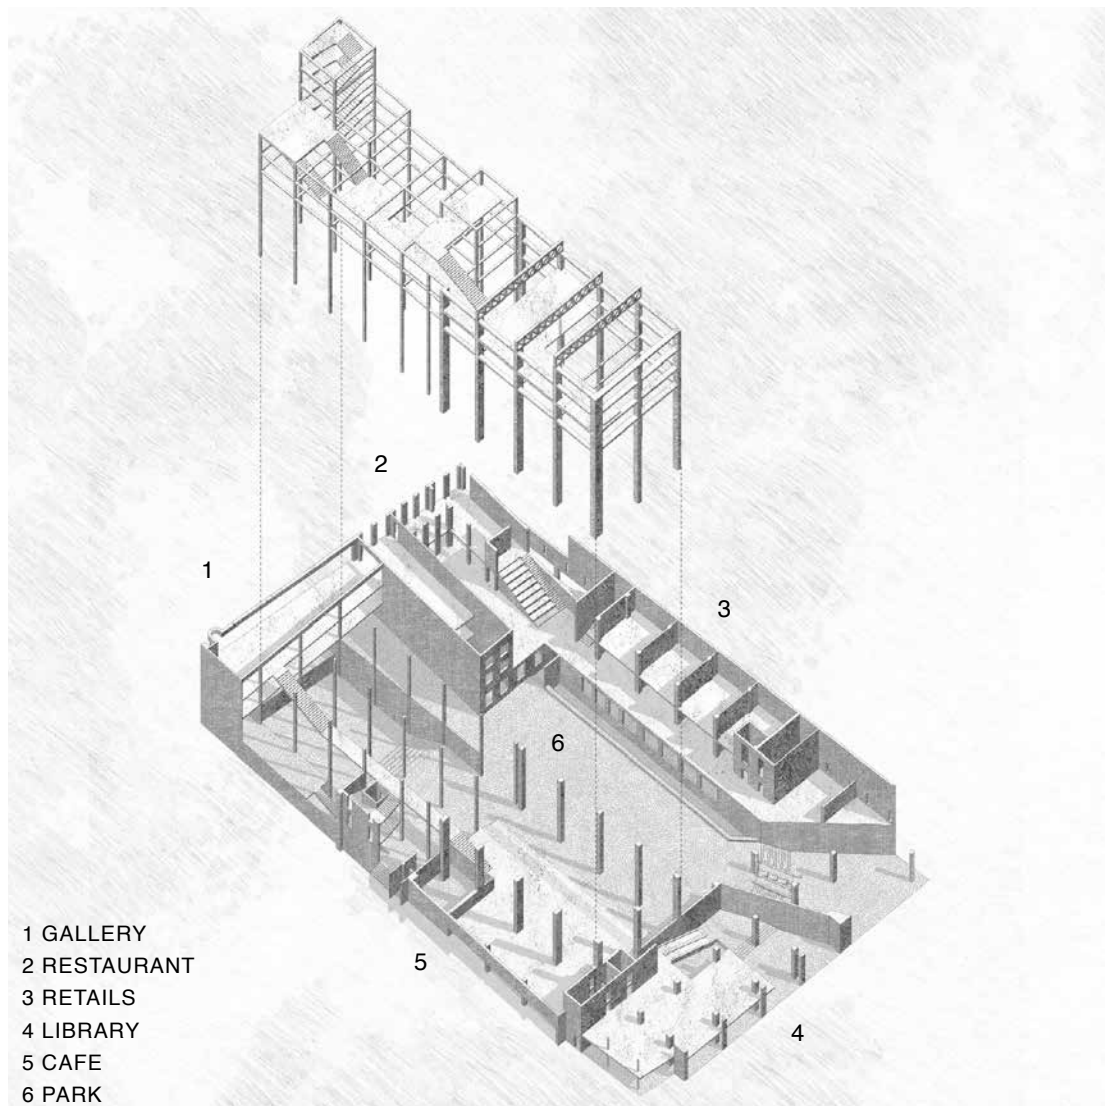 2
1
3
6
5
4
1 GALLERY
2 RESTAURANT
3 RETAILS
4 LIBRARY
5 CAFE
6 PARK